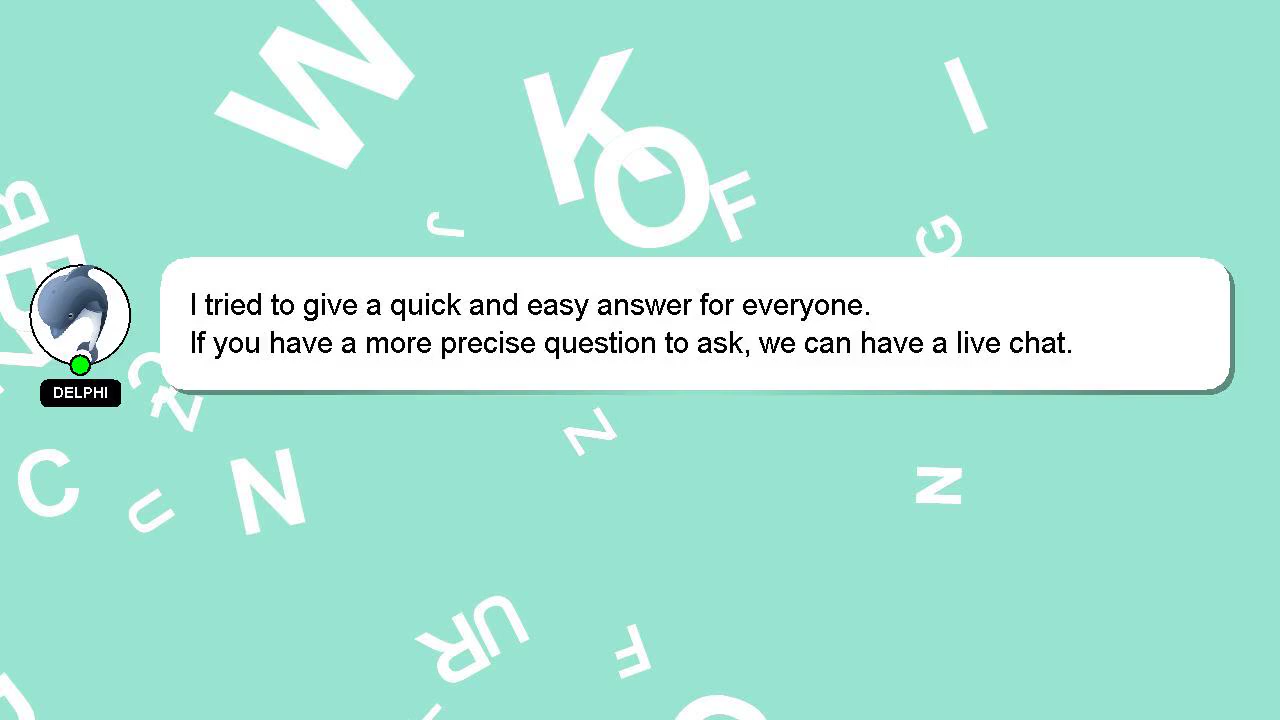 W
K
I
O
F
B
J
G
I tried to give a quick and easy answer for everyone.
If you have a more precise question to ask, we can have a live chat.
DELPHI
C
Z
N
C
N
U
N
U
R
F